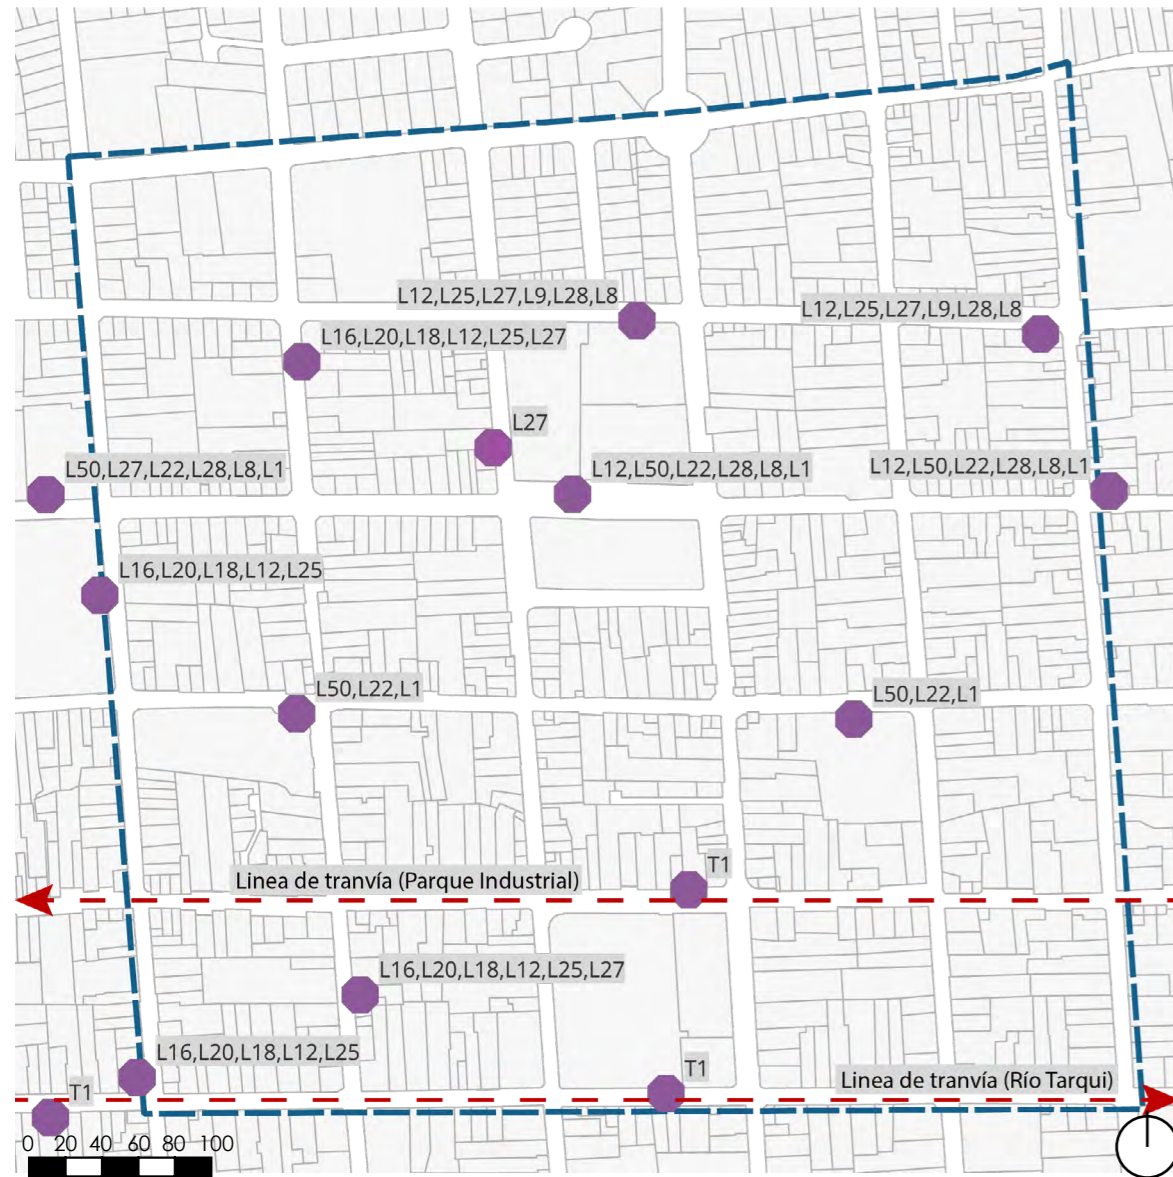 L12,L25,L27,L9,L28,L8
L12,L25,L27,L9,L28,L8
L16,L20,L18,L12,L25,L27
L27
L50,L27,L22,L28,L8,L1
L12,L50,L22,L28,L8,L1
L12,L50,L22,L28,L8,L1
L16,L20,L18,L12,L25
L50,L22,L1
L50,L22,L1
T1
Linea de tranvía (Parque Industrial)
L16,L20,L18,L12,L25,L27
L16,L20,L18,L12,L25
T1
T1
Linea de tranvía (Río Tarqui)
0 20 40 60 80 100